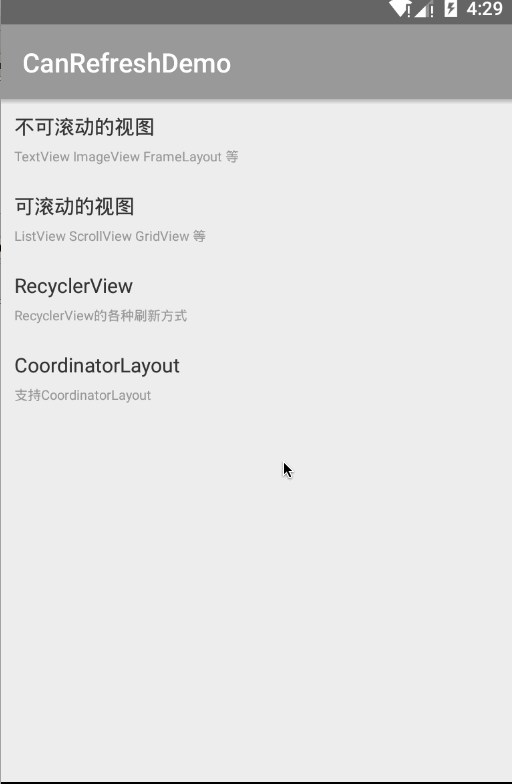 4:29
CanRefreshDemo
不可滚动的视图
TextView ImageView FrameLayout 等
可滚动的视图
ListView ScrollView GridView 等
RecyclerView
RecyclerView的各种刷新方式
CoordinatorLayout
支持CoordinatorLayout